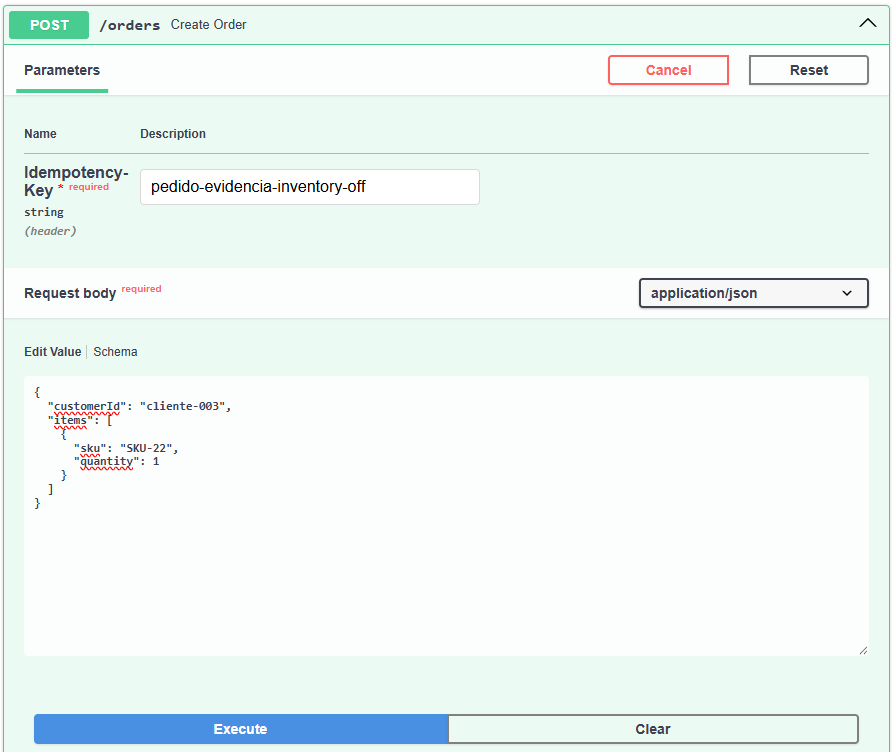 POST /orders Create Order
Parameters
Cancel
Reset
Name Description
Idempotency-
Key * required
string
(header)
pedido-evidencia-inventory-off
Request body required
application/json
Edit Value Schema
{
  "customerId": "cliente-003",
  "items": [
    {
      "sku": "SKU-22",
      "quantity": 1
    }
  ]
}
Execute
Clear